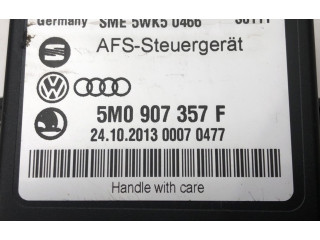 Germany SME 5WK5 0466
AFS-Steuergerät
5M0 907 357 F
24.10.2013 0007 0477
Handle with care